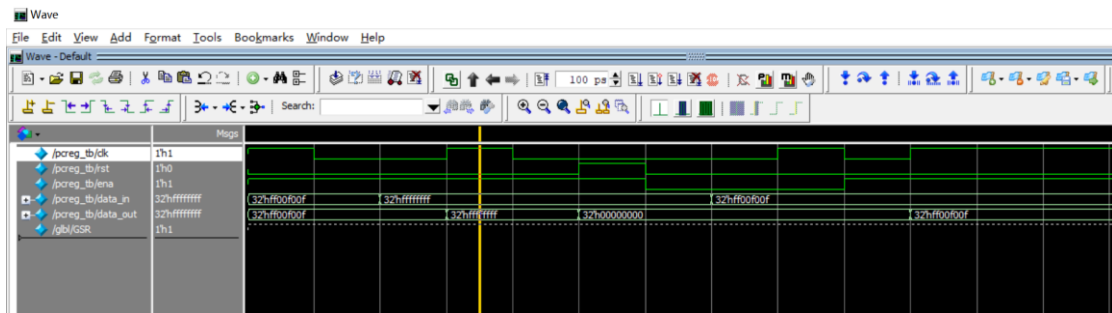 Wave
File Edit View Add Format Tools Bookmarks Window Help
Wave - Default
100 ps
Search:
Msgs
/pcreg_tb/clk 1'h1
/pcreg_tb/rst 1'h0
/pcreg_tb/ena 1'h1
/pcreg_tb/data_in 32'hffffffff 32'hff00f00f 32'hffffffff 32'hff00f00f
/pcreg_tb/data_out 32'hffffffff 32'hff00f00f 32'hffffffff 32'h00000000 32'hff00f00f
/glbl/GSR 1'h1